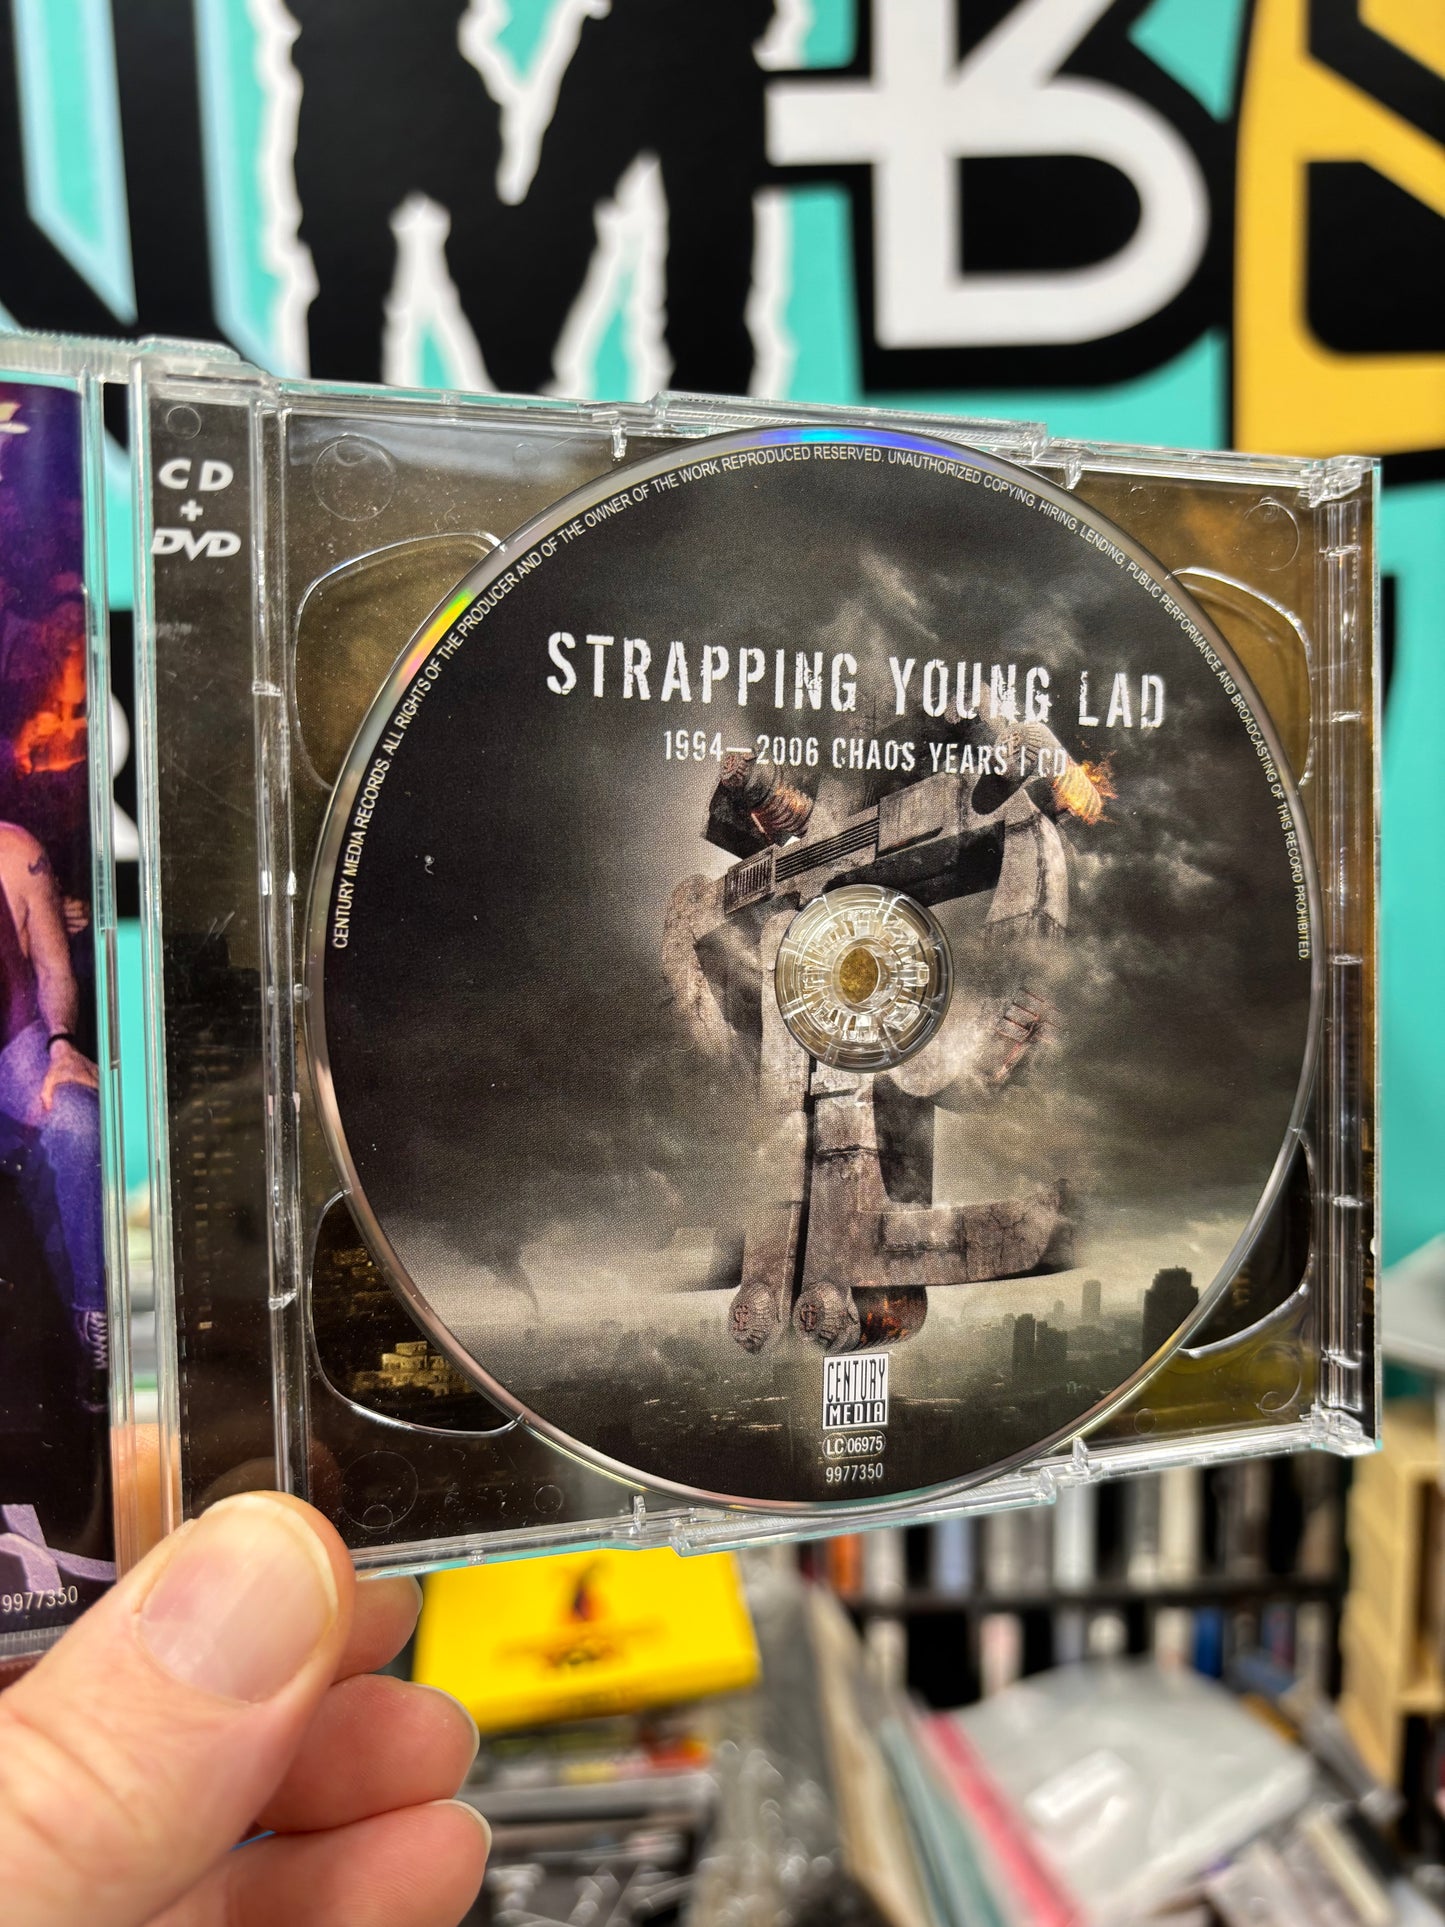 MB
CD
+
DVD
CENTURY MEDIA RECORDS. ALL RIGHTS OF THE PRODUCER AND OF THE OWNER OF THE WORK REPRODUCED RESERVED. UNAUTHORIZED COPYING, HIRING, LENDING, PUBLIC PERFORMANCE AND BROADCASTING OF THIS RECORD PROHIBITED.
STRAPPING YOUNG LAD
1994—2006 CHAOS YEARS | CD
CENTURY
MEDIA
LC 06975
9977350
9977350